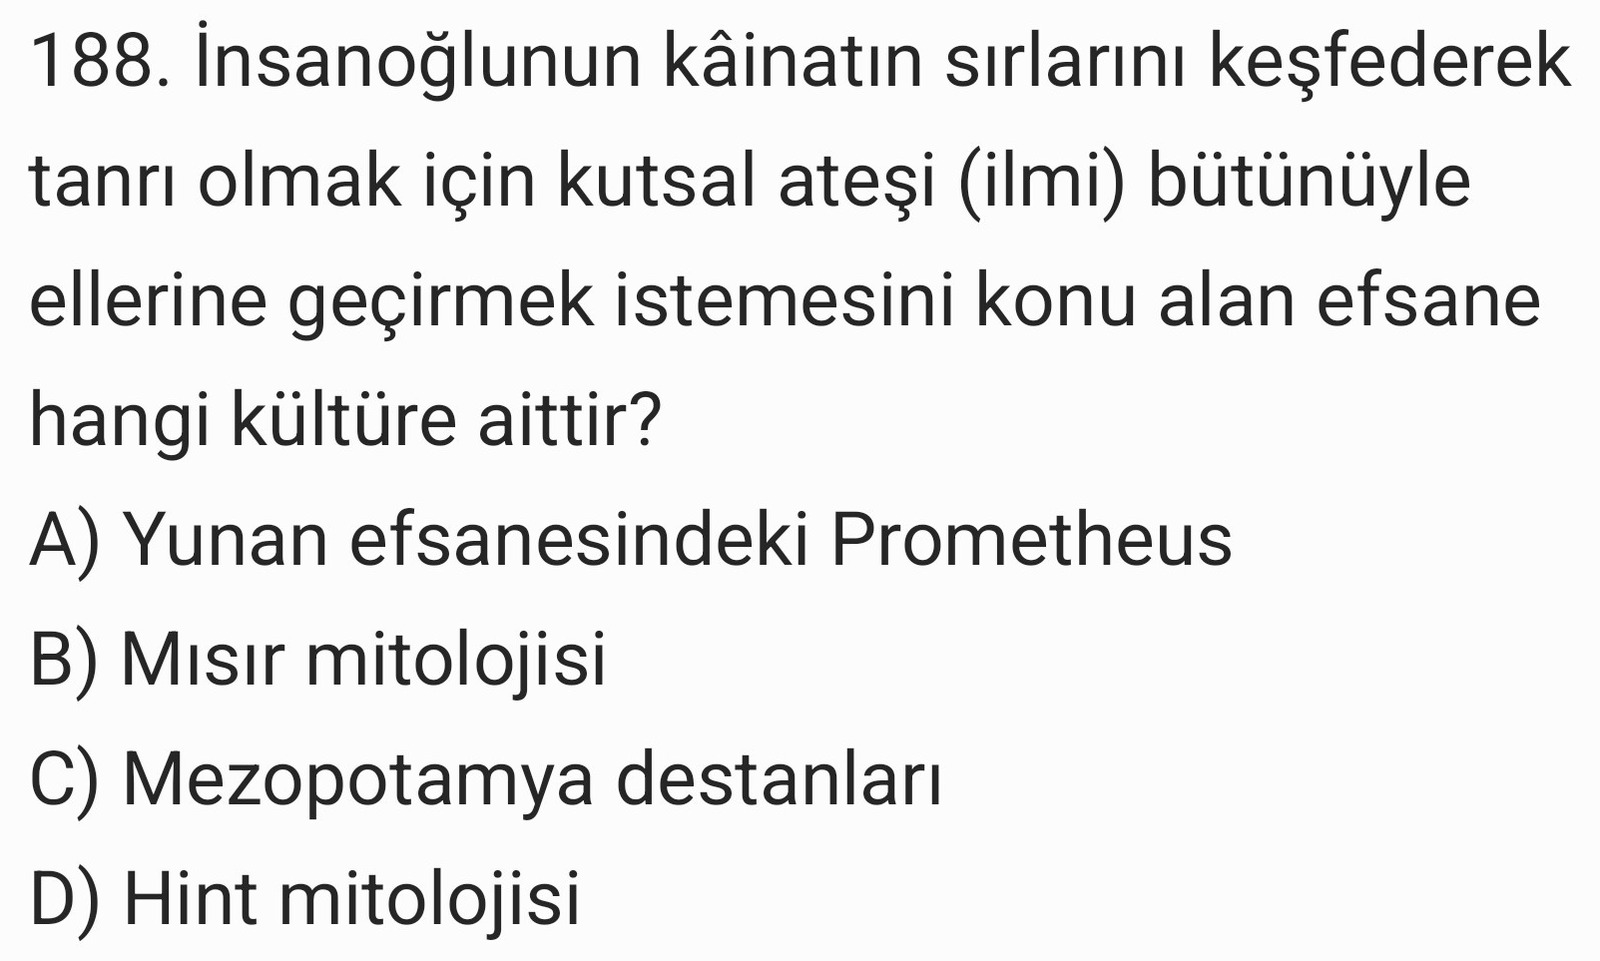 188. İnsanoğlunun kâinatın sırlarını keşfederek
tanrı olmak için kutsal ateşi (ilmi) bütünüyle
ellerine geçirmek istemesini konu alan efsane
hangi kültüre aittir?
A) Yunan efsanesindeki Prometheus
B) Mısır mitolojisi
C) Mezopotamya destanları
D) Hint mitolojisi